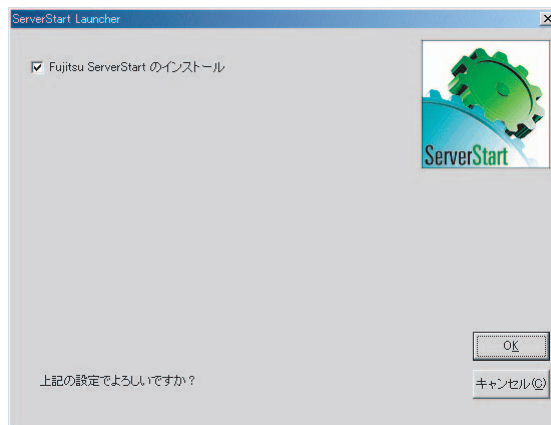 ServerStart Launcher
Fujitsu ServerStart のインストール
ServerStart
OK
上記の設定でよろしいですか?
キャンセル(C)